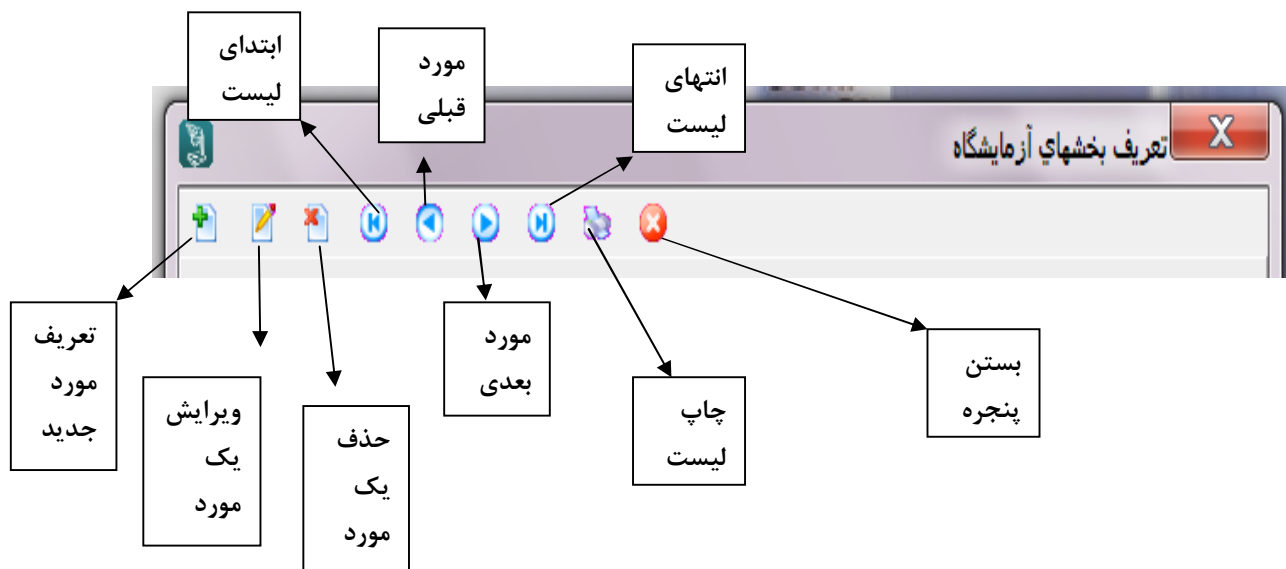 ابتدای
لیست
مورد
قبلی
انتهای
لیست
تعریف بخشهاي آزمایشگاه
تعریف
مورد
جدید
ویرایش
یک
مورد
حذف
یک
مورد
مورد
بعدی
چاپ
لیست
بستن
پنجره